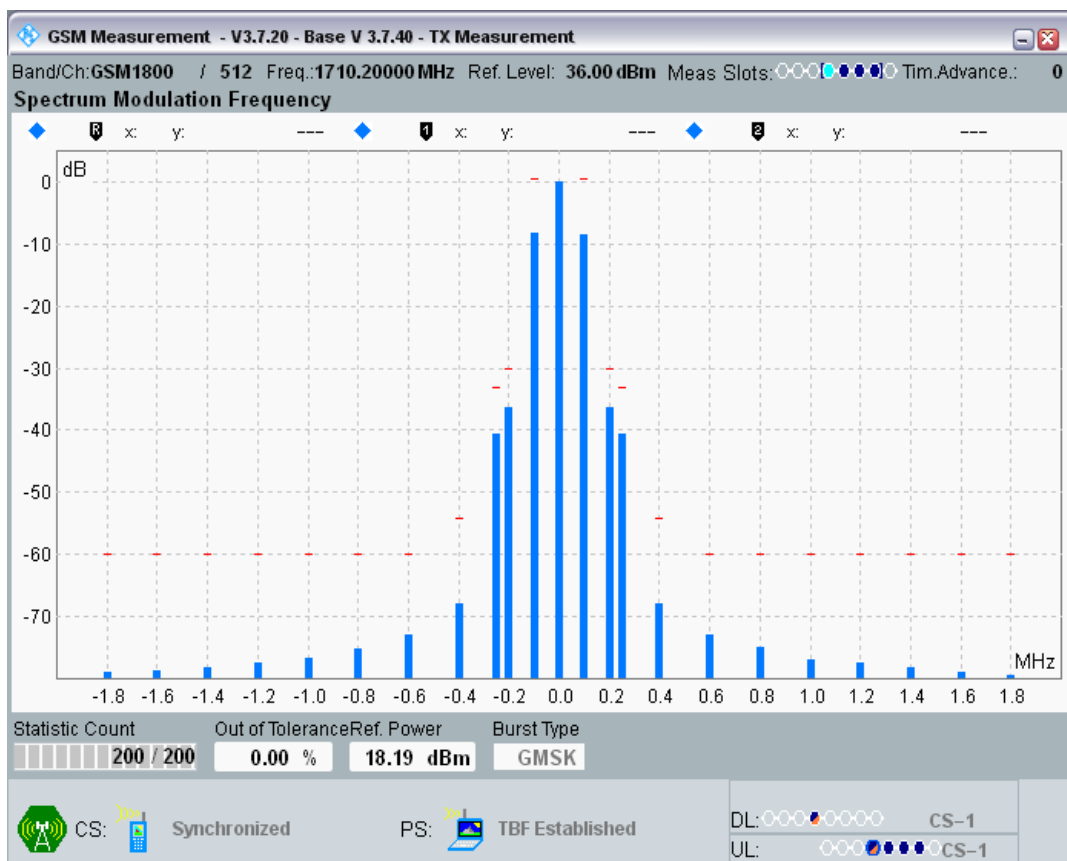 GSM Measurement - V3.7.20 - Base V 3.7.40 - TX Measurement
Band/Ch:GSM1800 / 512 Freq.:1710.20000 MHz Ref. Level: 36.00 dBm Meas Slots: Tim.Advance.: 0
Spectrum Modulation Frequency
R x: y: --- 1 x: y: --- 2 x: y: ---
dB
0
-10
-20
-30
-40
-50
-60
-70
MHz
-1.8 -1.6 -1.4 -1.2 -1.0 -0.8 -0.6 -0.4 -0.2 0.0 0.2 0.4 0.6 0.8 1.0 1.2 1.4 1.6 1.8
Statistic Count Out of Tolerance Ref. Power Burst Type
200 / 200 0.00 % 18.19 dBm GMSK
CS: Synchronized PS: TBF Established
DL: CS-1
UL: CS-1